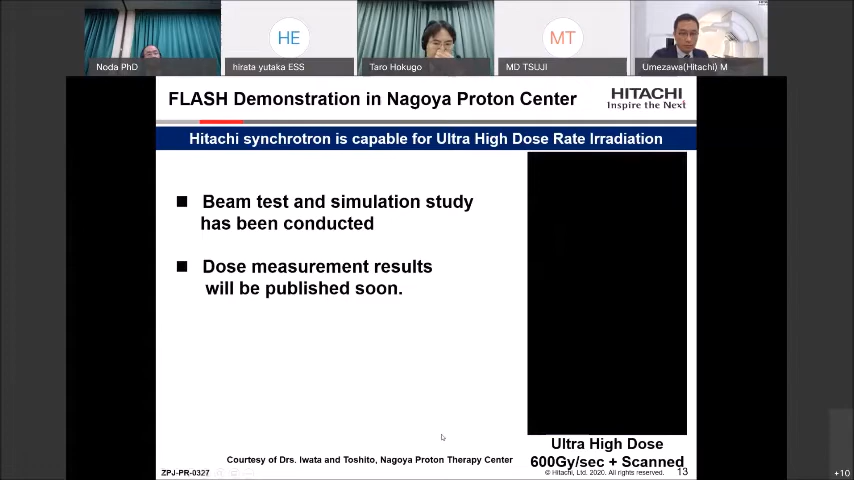 HE
MT
Noda PhD
hirata yutaka ESS
Taro Hokugo
MD TSUJI
Umezawa(Hitachi) M
FLASH Demonstration in Nagoya Proton Center
HITACHI
Inspire the Next
Hitachi synchrotron is capable for Ultra High Dose Rate Irradiation
Beam test and simulation study
has been conducted
Dose measurement results
will be published soon.
Ultra High Dose
600Gy/sec + Scanned
Courtesy of Drs. Iwata and Toshito, Nagoya Proton Therapy Center
ZPJ-PR-0327
© Hitachi, Ltd. 2020. All rights reserved.
13
+10